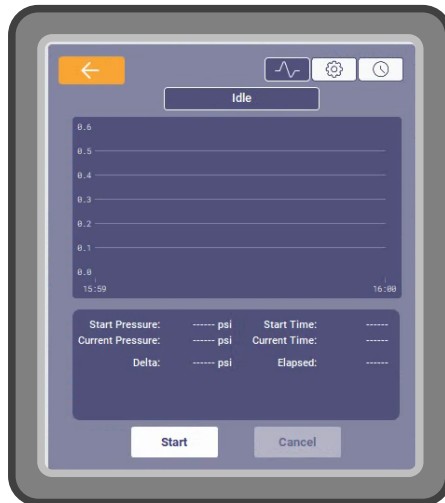 Idle
0.6
0.5
0.4
0.3
0.2
0.1
0.0
15:59 16:00
Start Pressure: ------ psi Start Time: ------
Current Pressure: ------ psi Current Time: ------
Delta: ------ psi Elapsed: ------
Start Cancel